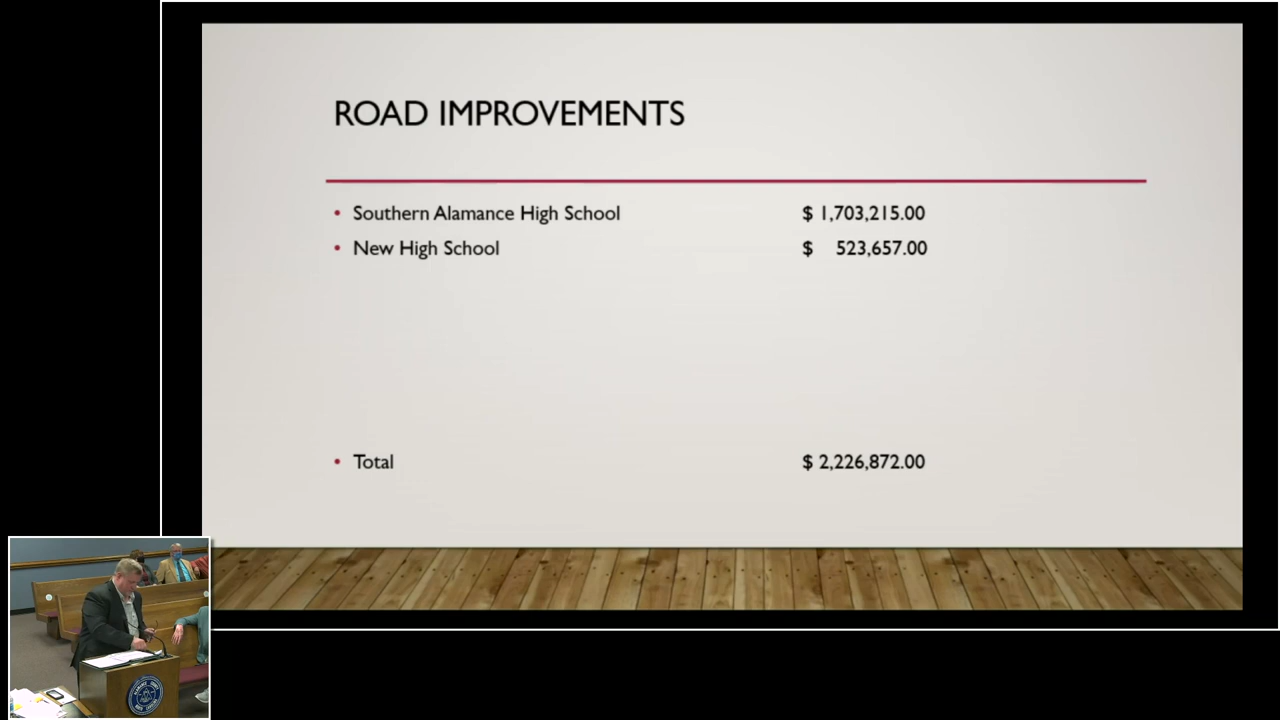 ROAD IMPROVEMENTS
• Southern Alamance High School $ 1,703,215.00
• New High School $ 523,657.00
• Total $ 2,226,872.00